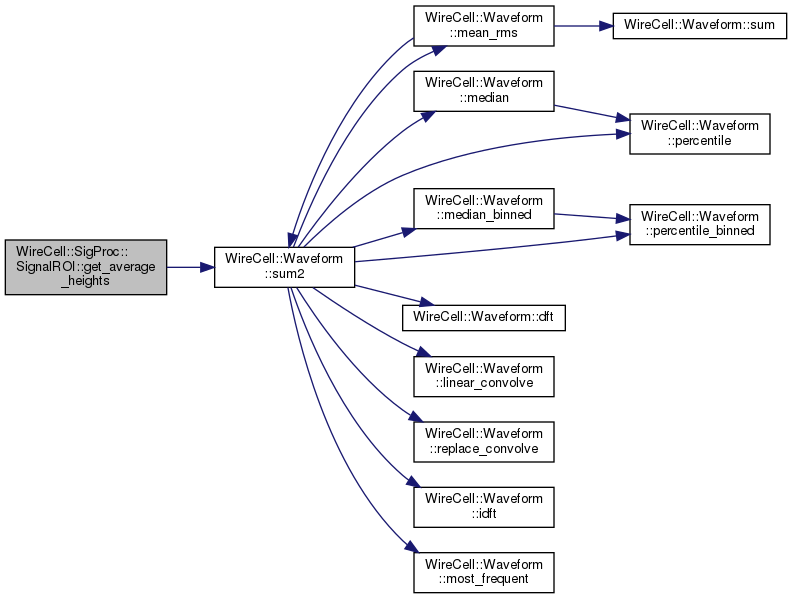 WireCell::SigProc::
SignalROI::get_average
_heights
WireCell::Waveform
::sum2
WireCell::Waveform
::mean_rms
WireCell::Waveform::sum
WireCell::Waveform
::median
WireCell::Waveform
::percentile
WireCell::Waveform
::median_binned
WireCell::Waveform
::percentile_binned
WireCell::Waveform::dft
WireCell::Waveform
::linear_convolve
WireCell::Waveform
::replace_convolve
WireCell::Waveform
::idft
WireCell::Waveform
::most_frequent